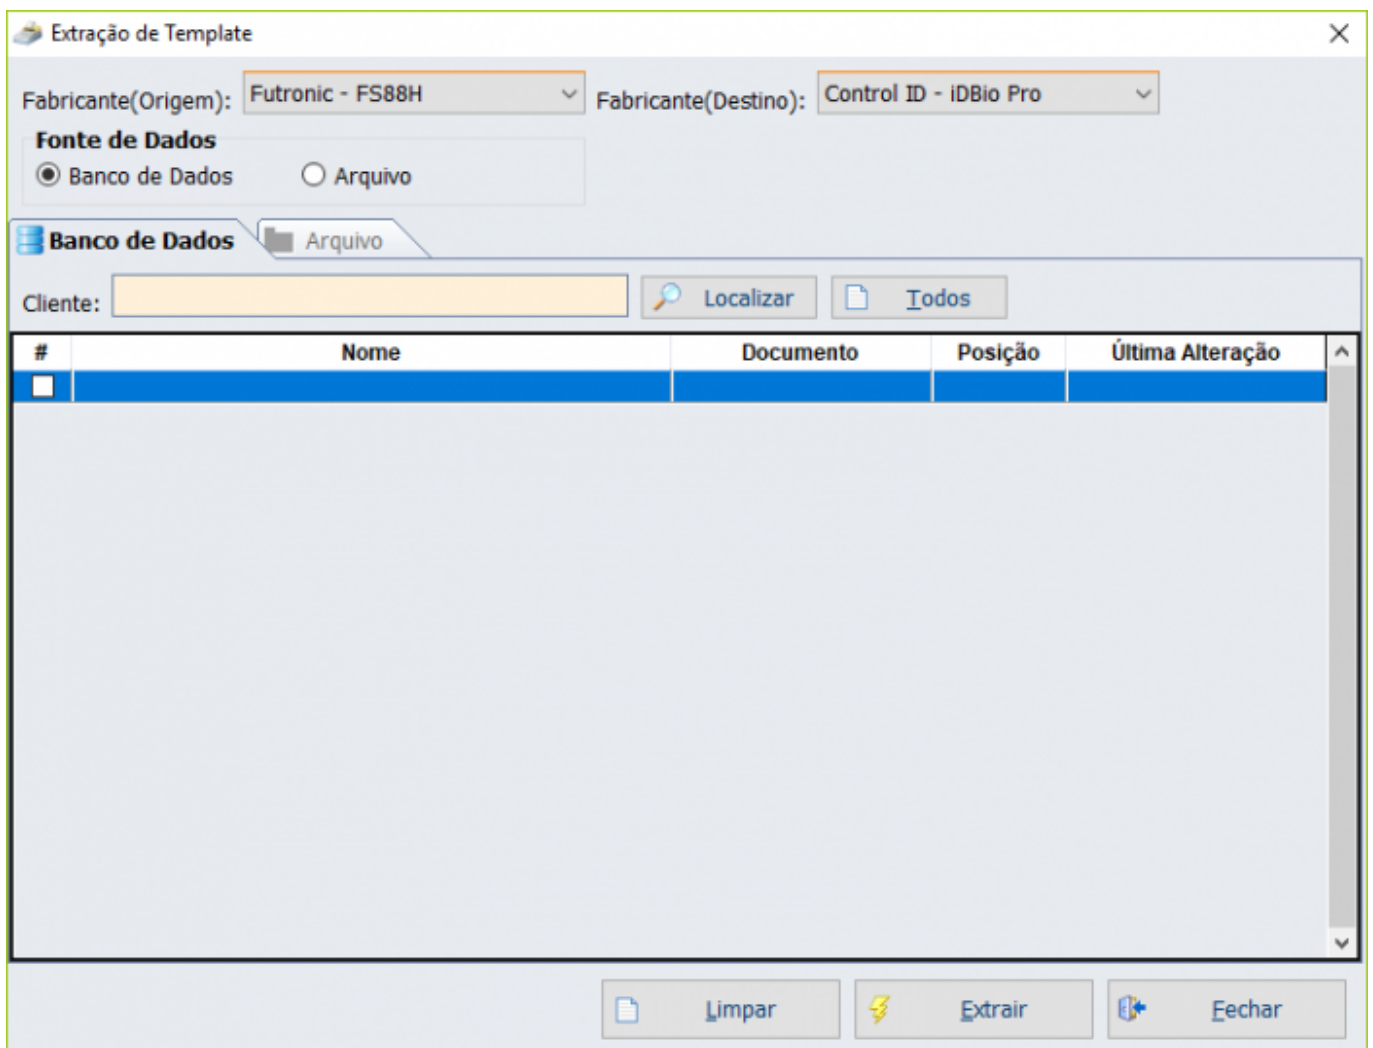 Extração de Template
Fabricante(Origem): Futronic - FS88H Fabricante(Destino): Control ID - iDBio Pro
Fonte de Dados
Banco de Dados Arquivo
Banco de Dados Arquivo
Cliente: Localizar Todos
# Nome Documento Posição Última Alteração
Limpar Extrair Fechar